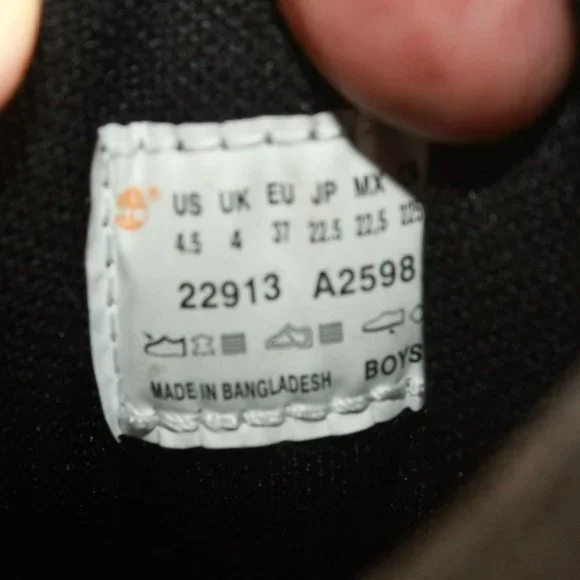 ® US UK EU JP MX
4.5 4 37 22.5 22.5 225
22913 A2598
MADE IN BANGLADESH BOYS